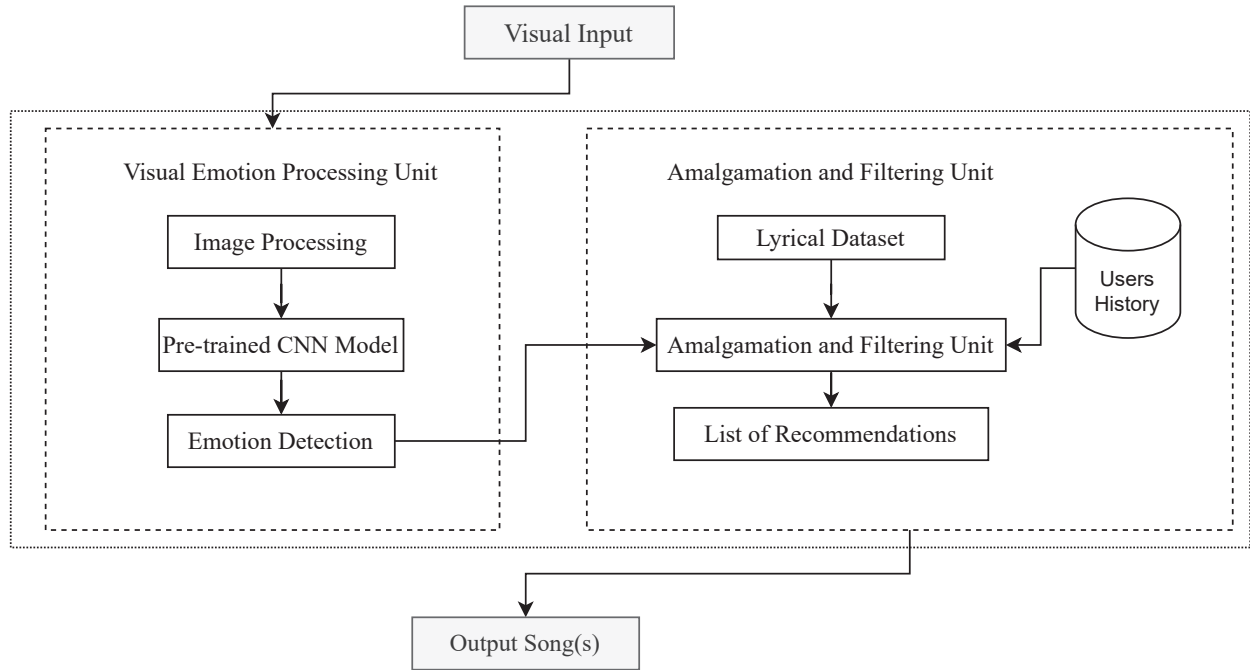 Visual Input
Visual Emotion Processing Unit
Image Processing
Pre-trained CNN Model
Emotion Detection
Amalgamation and Filtering Unit
Lyrical Dataset
Users
History
Amalgamation and Filtering Unit
List of Recommendations
Output Song(s)